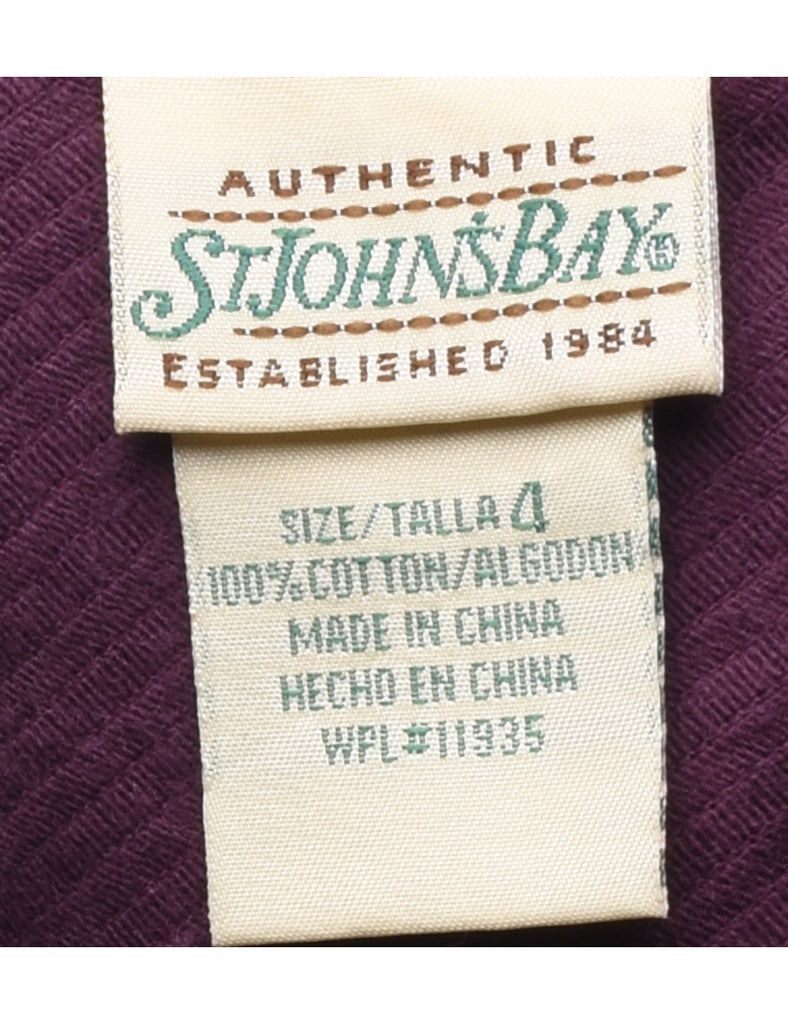 AUTHENTIC
ST.JOHN'S BAY®
ESTABLISHED 1984
SIZE/TALLA 4
100% COTTON/ALGODON
MADE IN CHINA
HECHO EN CHINA
WPL#11935